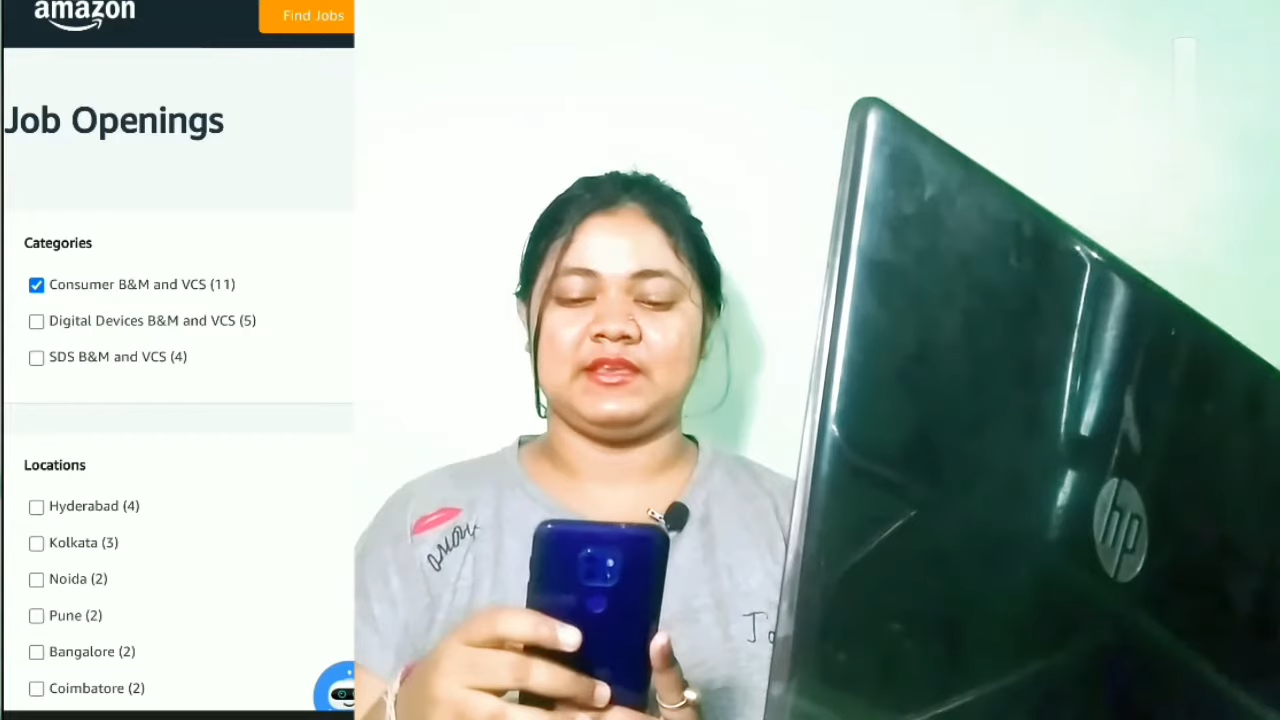 amazon
Find Jobs
Job Openings
Categories
Consumer B&M and VCS (11)
Digital Devices B&M and VCS (5)
SDS B&M and VCS (4)
Locations
Hyderabad (4)
Kolkata (3)
Noida (2)
Pune (2)
Bangalore (2)
Coimbatore (2)
amour
hp